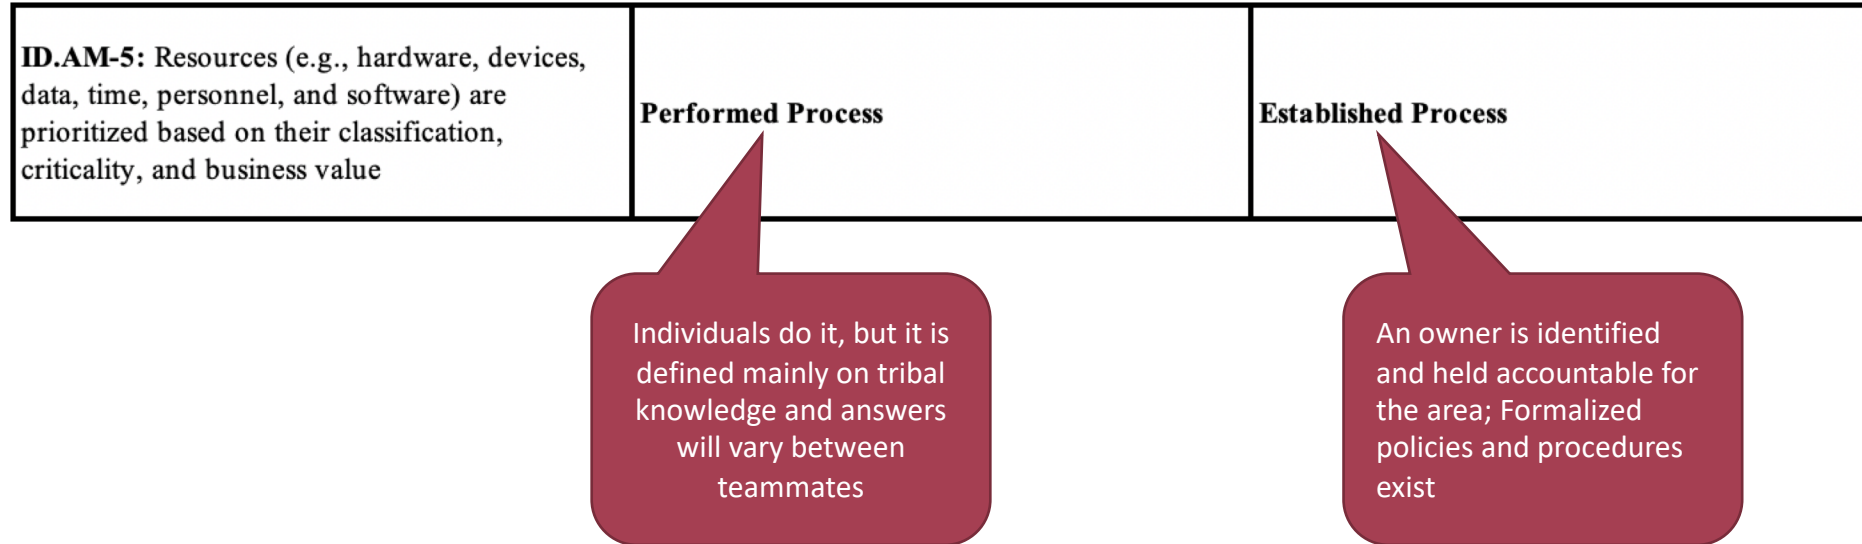 ID.AM-5: Resources (e.g., hardware, devices,
data, time, personnel, and software) are
prioritized based on their classification,
criticality, and business value
Performed Process
Established Process
Individuals do it, but it is
defined mainly on tribal
knowledge and answers
will vary between
teammates
An owner is identified
and held accountable for
the area; Formalized
policies and procedures
exist